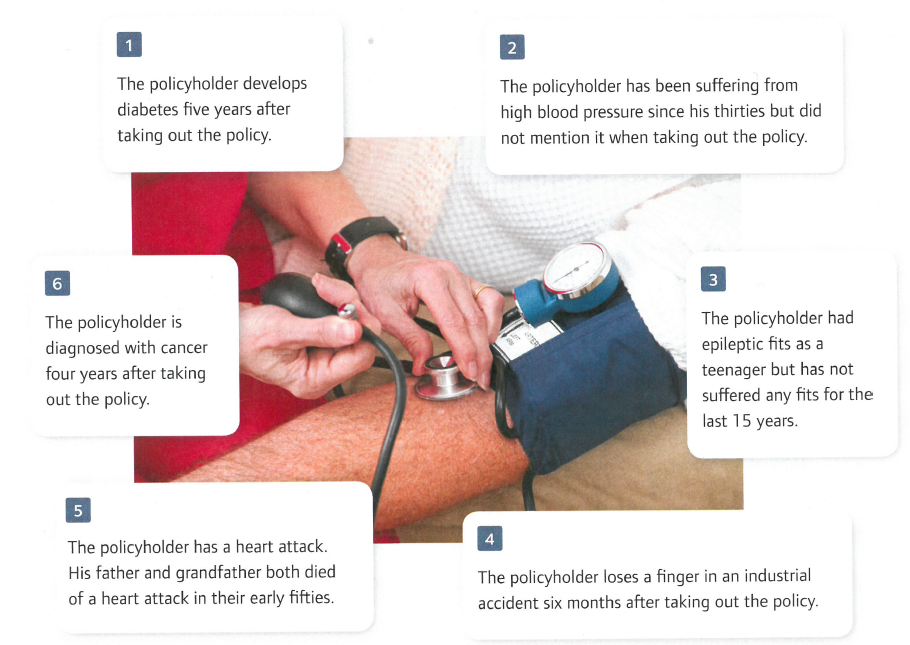 1
The policyholder develops
diabetes five years after
taking out the policy.
2
The policyholder has been suffering from
high blood pressure since his thirties but did
not mention it when taking out the policy.
3
The policyholder had
epileptic fits as a
teenager but has not
suffered any fits for the
last 15 years.
4
The policyholder loses a finger in an industrial
accident six months after taking out the policy.
5
The policyholder has a heart attack.
His father and grandfather both died
of a heart attack in their early fifties.
6
The policyholder is
diagnosed with cancer
four years after taking
out the policy.